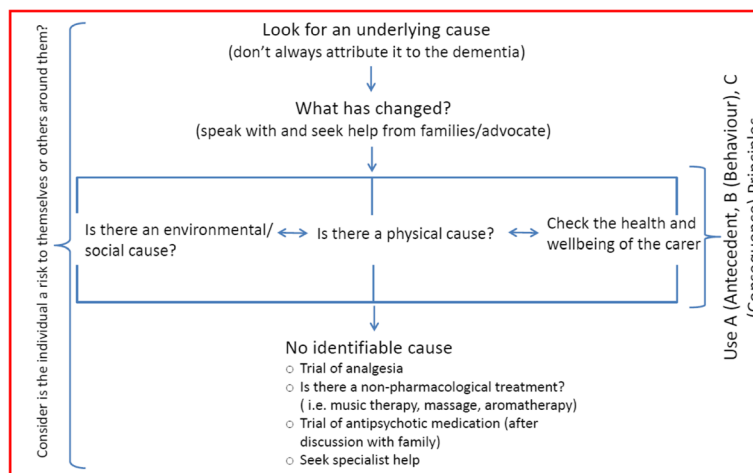 Consider is the individual a risk to themselves or others around them?
Look for an underlying cause
(don't always attribute it to the dementia)
What has changed?
(speak with and seek help from families/advocate)
Is there an environmental/
social cause?
Is there a physical cause?
Check the health and
wellbeing of the carer
Use A (Antecedent, B (Behaviour), C
(Consequence) Principles
No identifiable cause
○ Trial of analgesia
○ Is there a non-pharmacological treatment?
( i.e. music therapy, massage, aromatherapy)
○ Trial of antipsychotic medication (after
discussion with family)
○ Seek specialist help